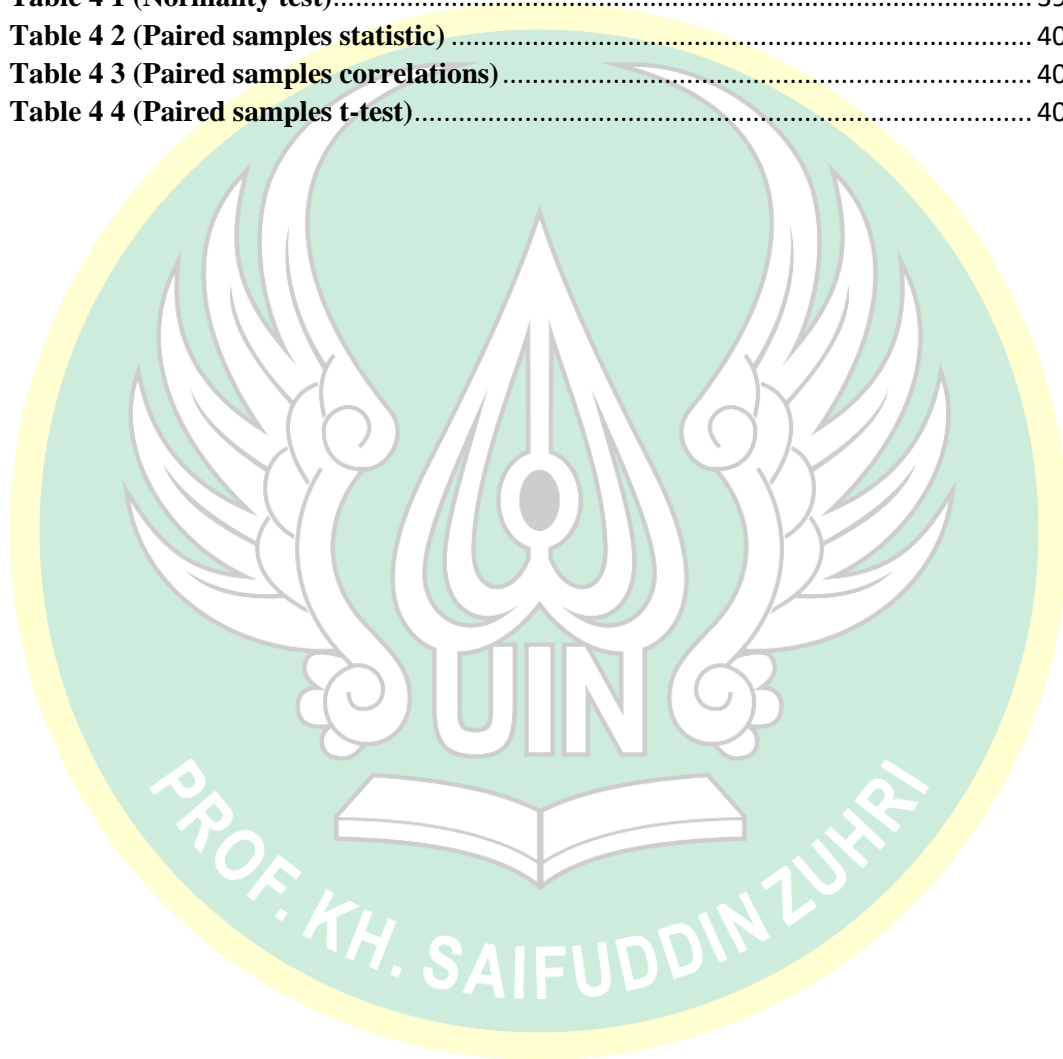 Table 4 1 (Normality test)
Table 4 2 (Paired samples statistic) 40
Table 4 3 (Paired samples correlations) 40
Table 4 4 (Paired samples t-test) 40
UIN
PROF. KH. SAIFUDDIN ZUHRI